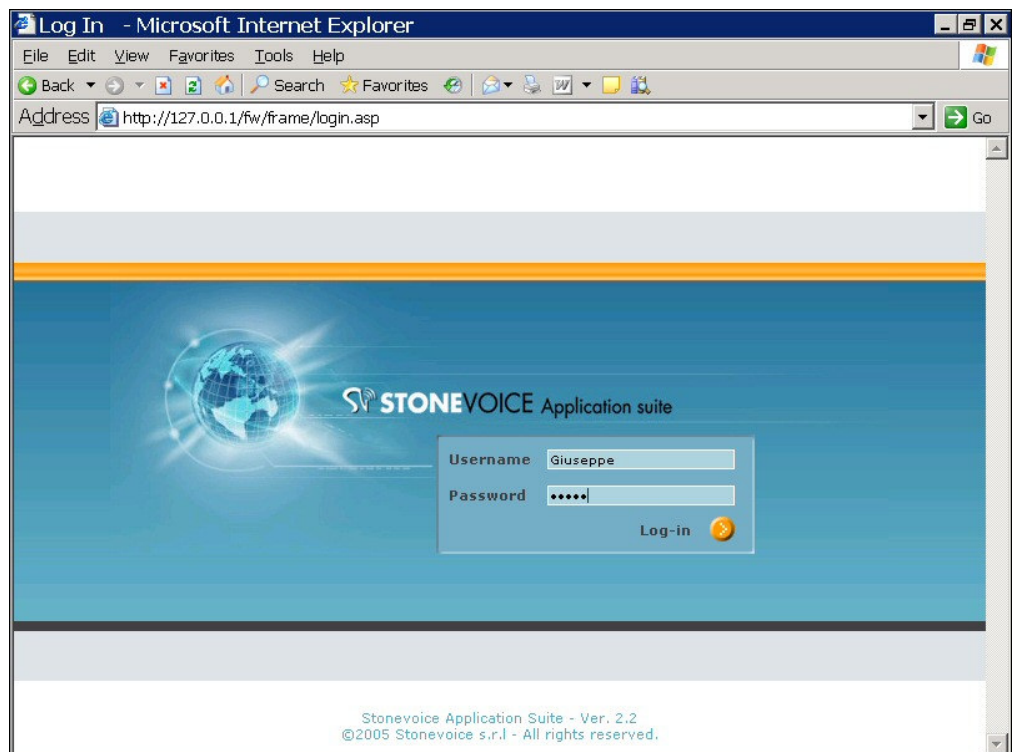 Log In - Microsoft Internet Explorer
File Edit View Favorites Tools Help
Back Search Favorites
Address http://127.0.0.1/fw/frame/login.asp Go
STONEVOICE Application suite
Username Giuseppe
Password •••••
Log-in
Stonevoice Application Suite - Ver. 2.2
©2005 Stonevoice s.r.l - All rights reserved.